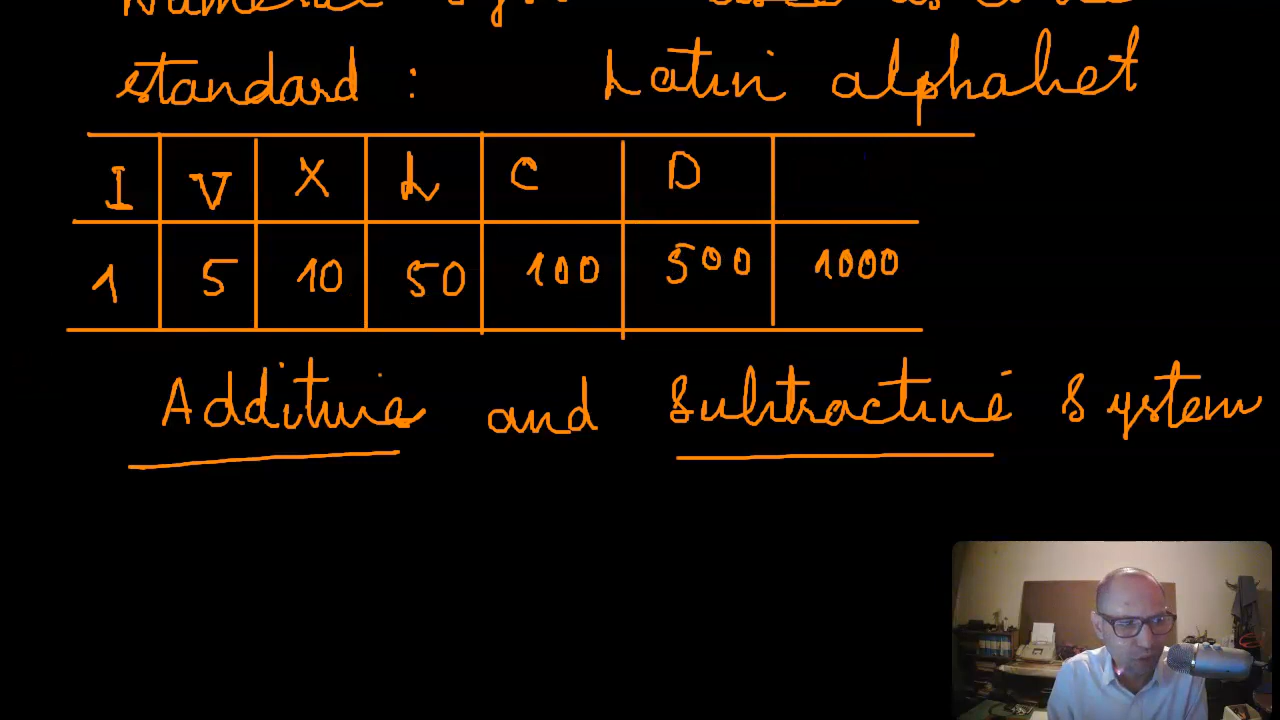 standard : Latin alphabet
I V X L C D
1 5 10 50 100 500 1000
Additive and Subtractive System